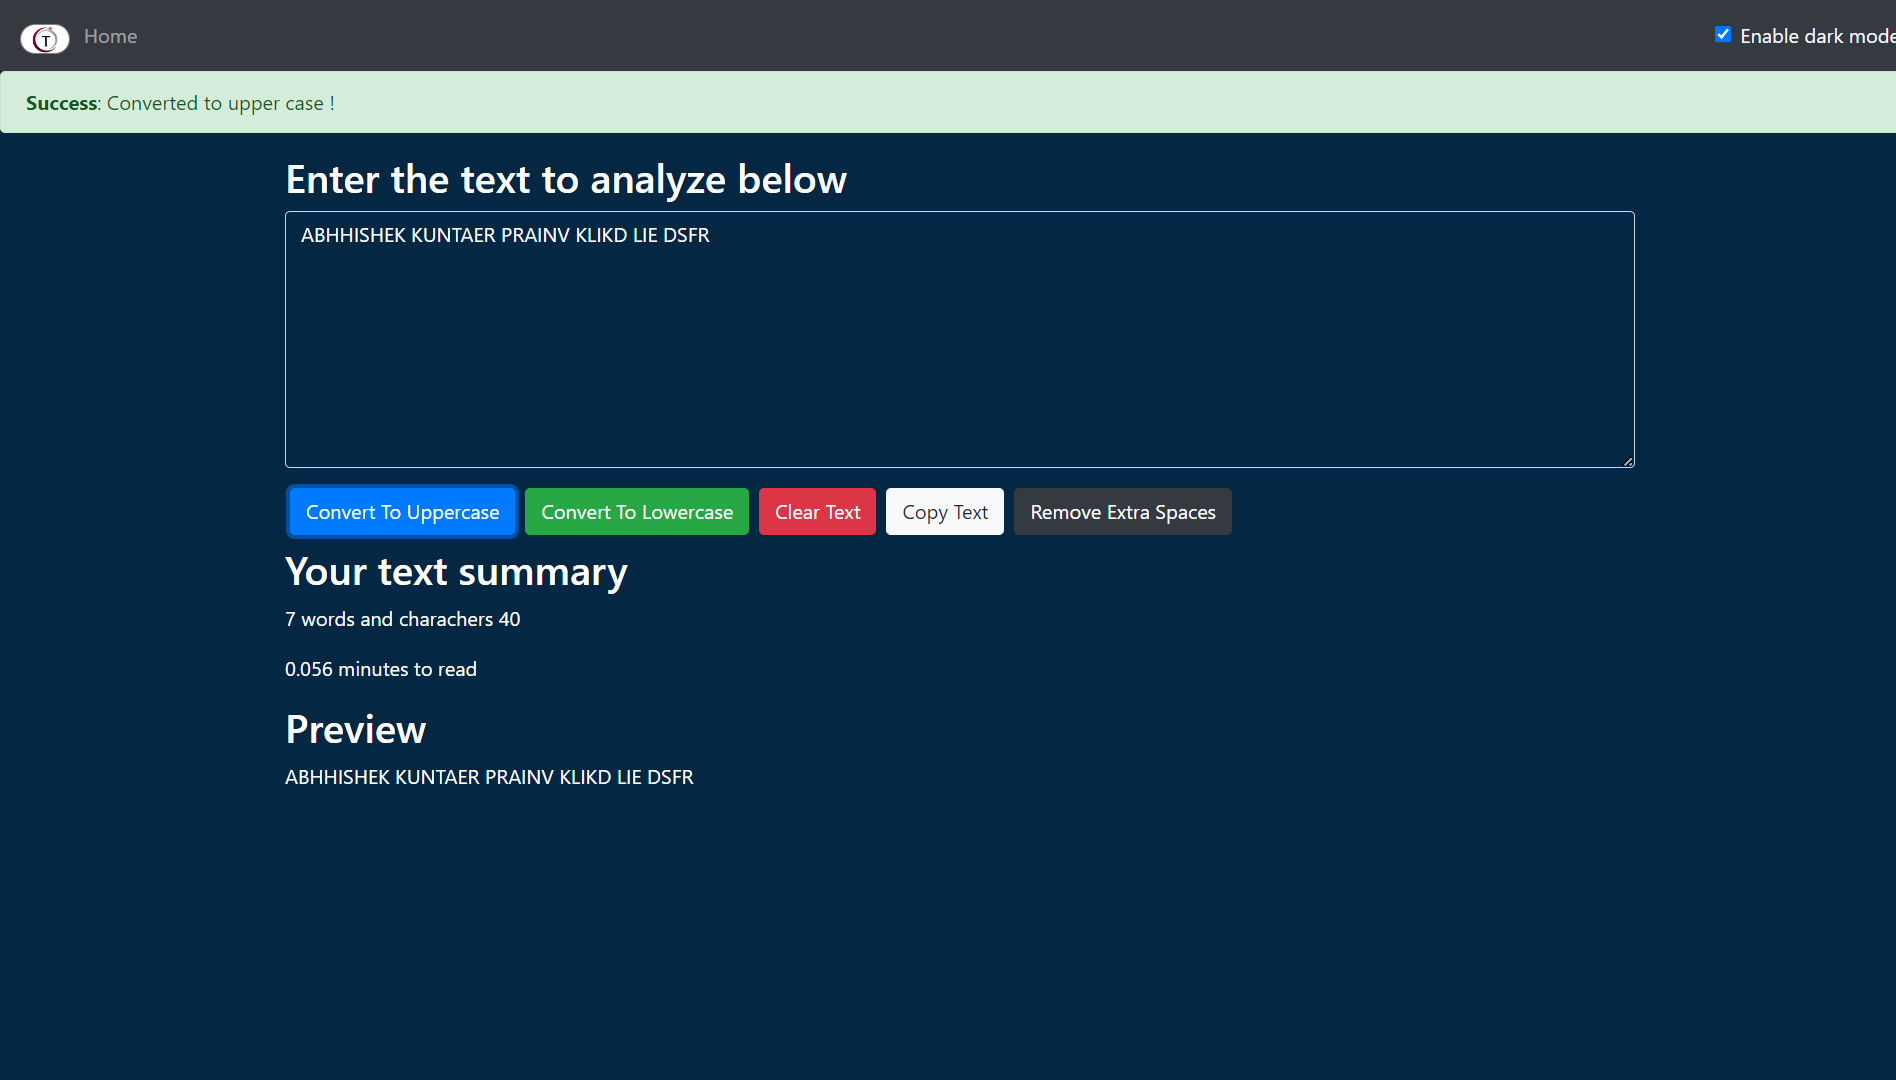 T Home
Enable dark mode
Success: Converted to upper case !
Enter the text to analyze below
ABHHISHEK KUNTAER PRAINV KLIKD LIE DSFR
Convert To Uppercase Convert To Lowercase Clear Text Copy Text Remove Extra Spaces
Your text summary
7 words and charachers 40
0.056 minutes to read
Preview
ABHHISHEK KUNTAER PRAINV KLIKD LIE DSFR